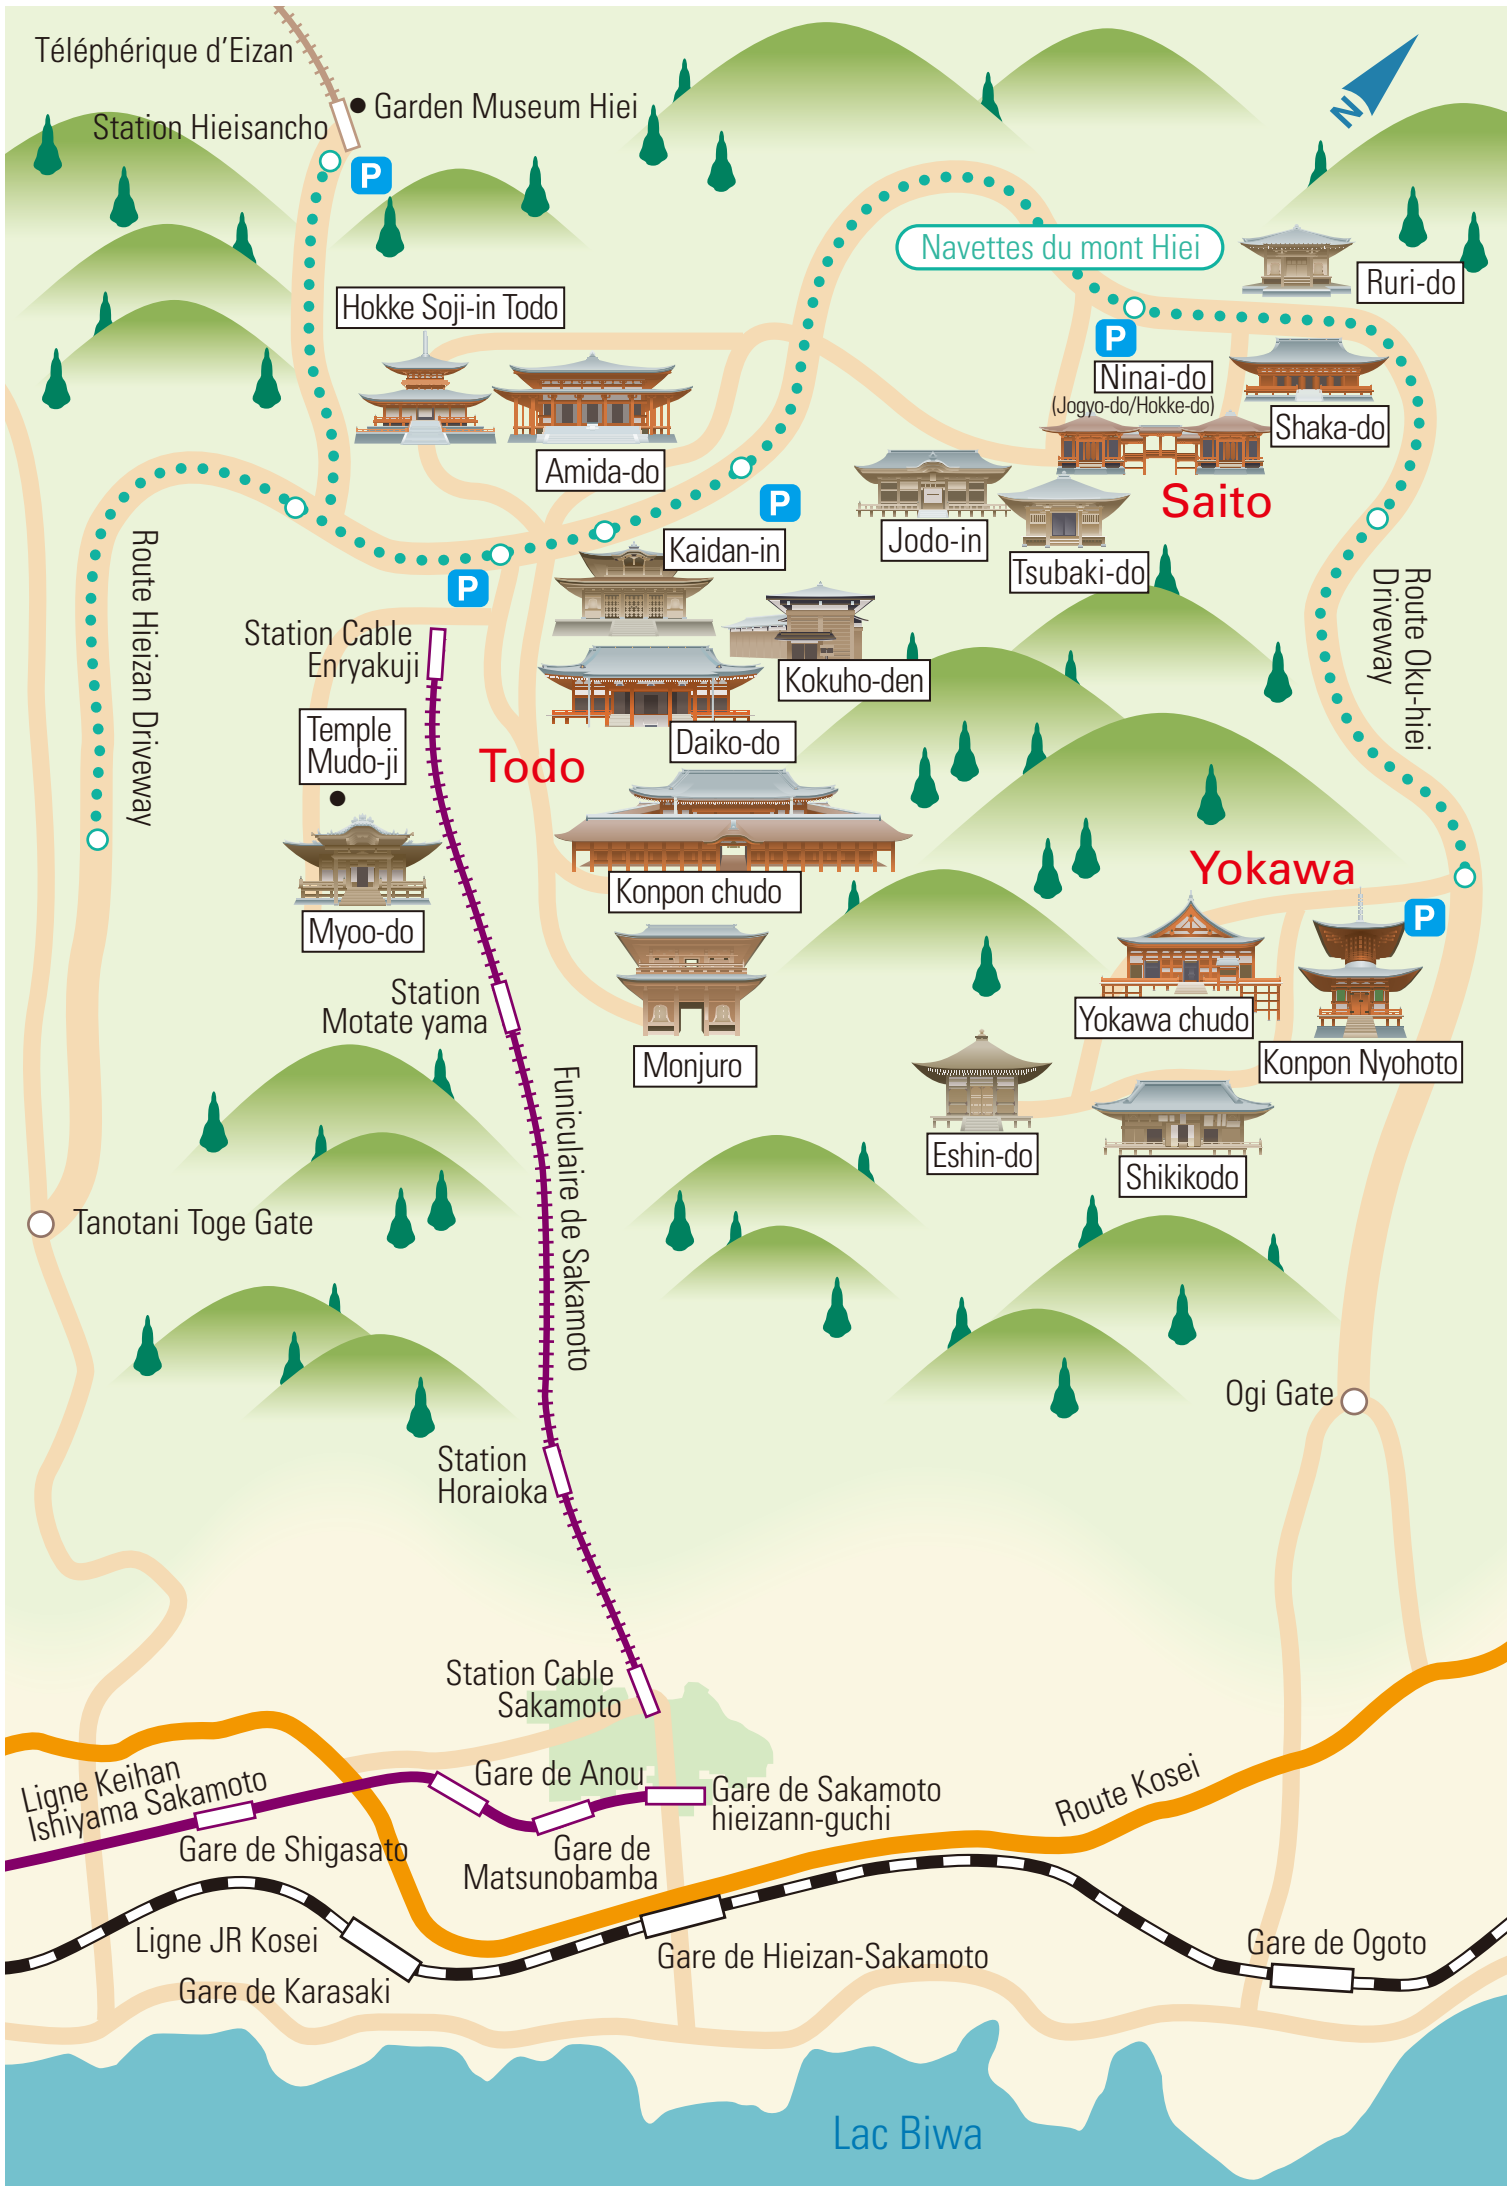 Téléphérique d'Eizan
Garden Museum Hiei
Station Hieisancho
P
N
Navettes du mont Hiei
Ruri-do
Hokke Soji-in Todo
P
Ninai-do
(Jogyo-do/Hokke-do)
Shaka-do
Amida-do
P
Saito
Jodo-in
Tsubaki-do
Kaidan-in
P
Route Hieizan Driveway
Route Oku-hiei
Driveway
Station Cable
Enryakuji
Kokuho-den
Temple
Mudo-ji
Todo
Daiko-do
Yokawa
Konpon chudo
P
Myoo-do
Station
Motate yama
Yokawa chudo
Monjuro
Konpon Nyohoto
Eshin-do
Shikikodo
Funiculaire de Sakamoto
Tanotani Toge Gate
Ogi Gate
Station
Horaioka
Station Cable
Sakamoto
Ligne Keihan
Ishiyama Sakamoto
Gare de Anou
Gare de Sakamoto
hieizann-guchi
Route Kosei
Gare de Shigasato
Gare de
Matsunobamba
Ligne JR Kosei
Gare de Hieizan-Sakamoto
Gare de Ogoto
Gare de Karasaki
Lac Biwa